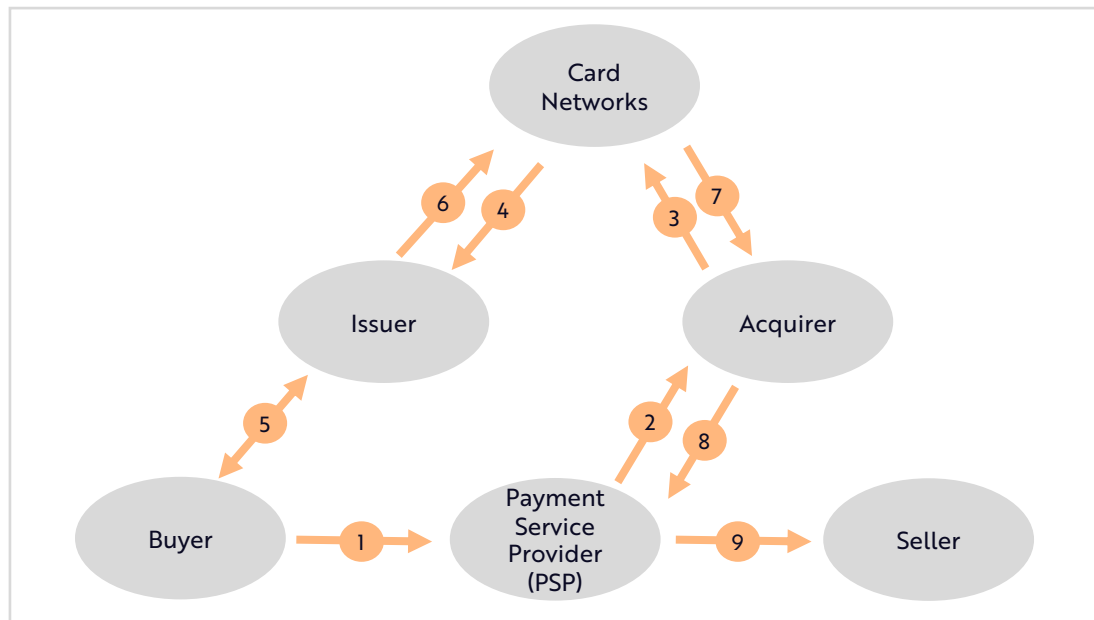 Card
Networks
6
4
3
7
Issuer
Acquirer
5
2
8
Buyer
1
Payment
Service
Provider
(PSP)
9
Seller